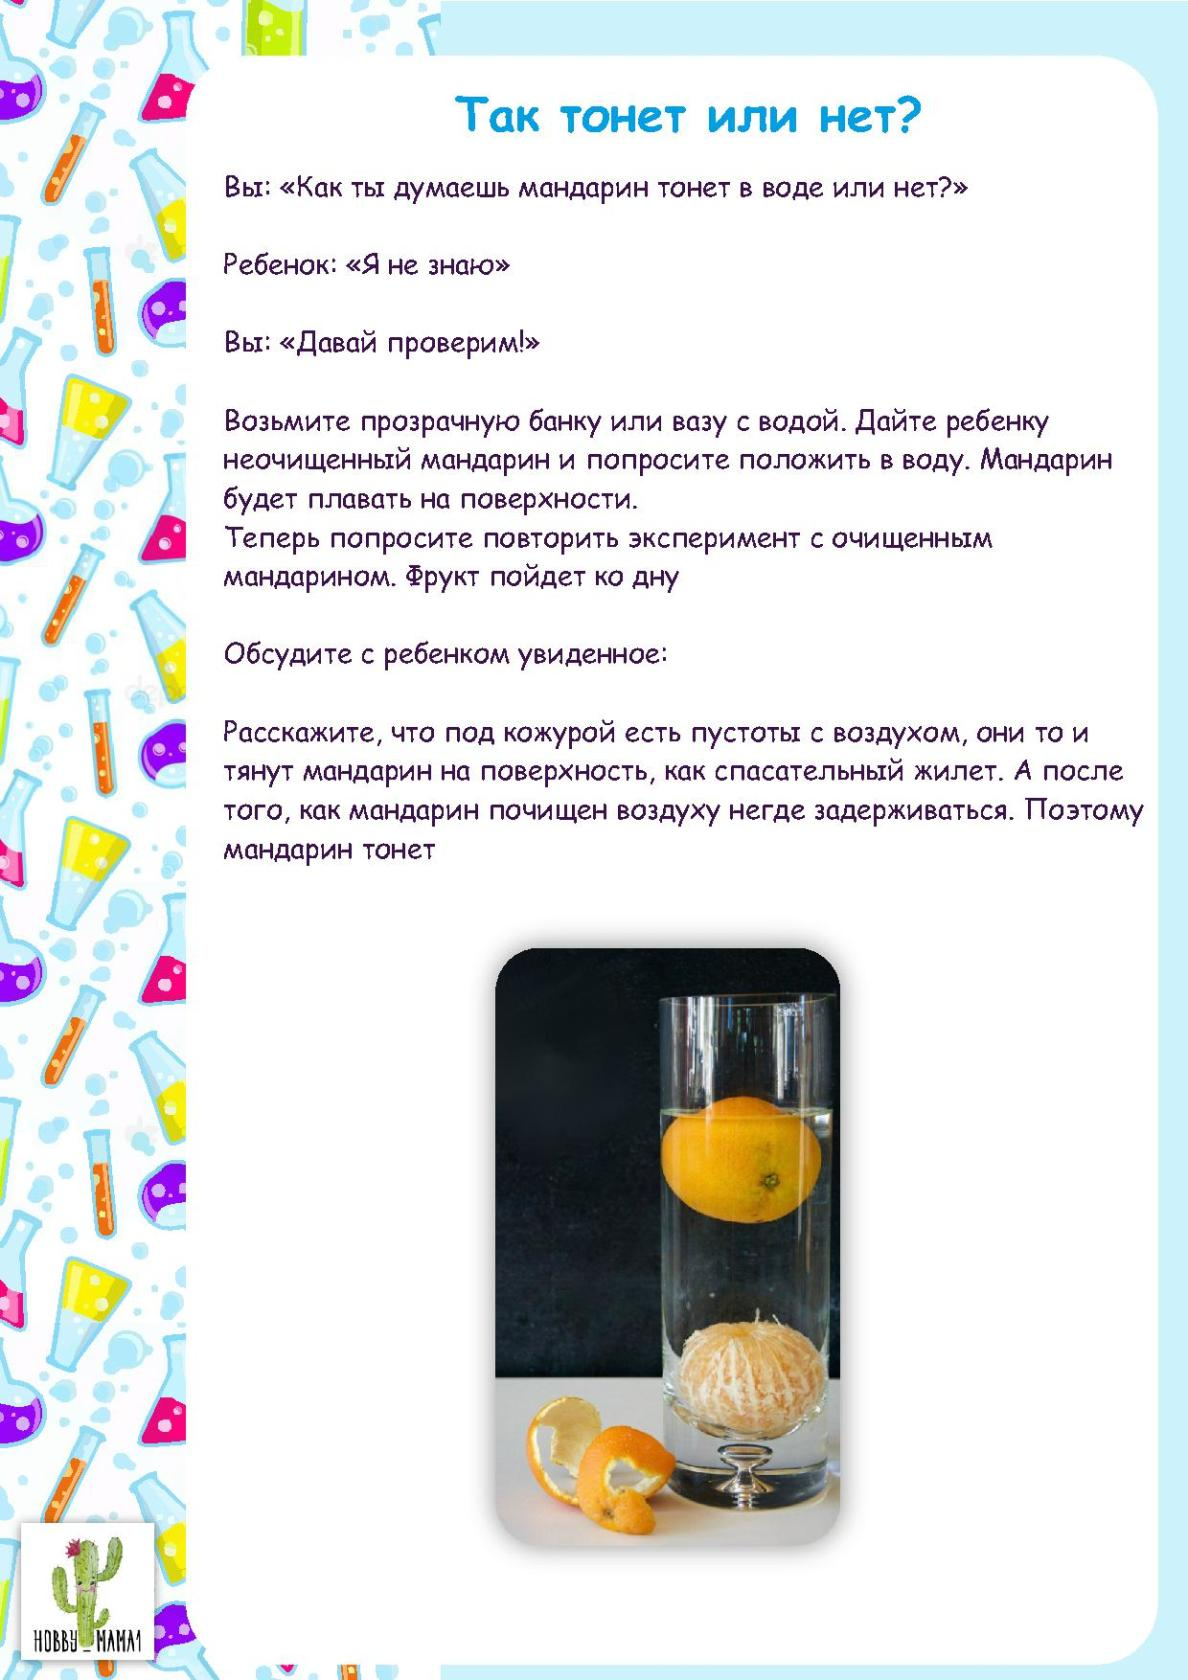 Так тонет или нет?
Вы: «Как ты думаешь мандарин тонет в воде или нет?»
Ребенок: «Я не знаю»
Вы: «Давай проверим!»
Возьмите прозрачную банку или вазу с водой. Дайте ребенку
неочищенный мандарин и попросите положить в воду. Мандарин
будет плавать на поверхности.
Теперь попросите повторить эксперимент с очищенным
мандарином. Фрукт пойдет ко дну
Обсудите с ребенком увиденное:
Расскажите, что под кожурой есть пустоты с воздухом, они то и
тянут мандарин на поверхность, как спасательный жилет. А после
того, как мандарин почищен воздуху негде задерживаться. Поэтому
мандарин тонет
HOBBY_MAMA1